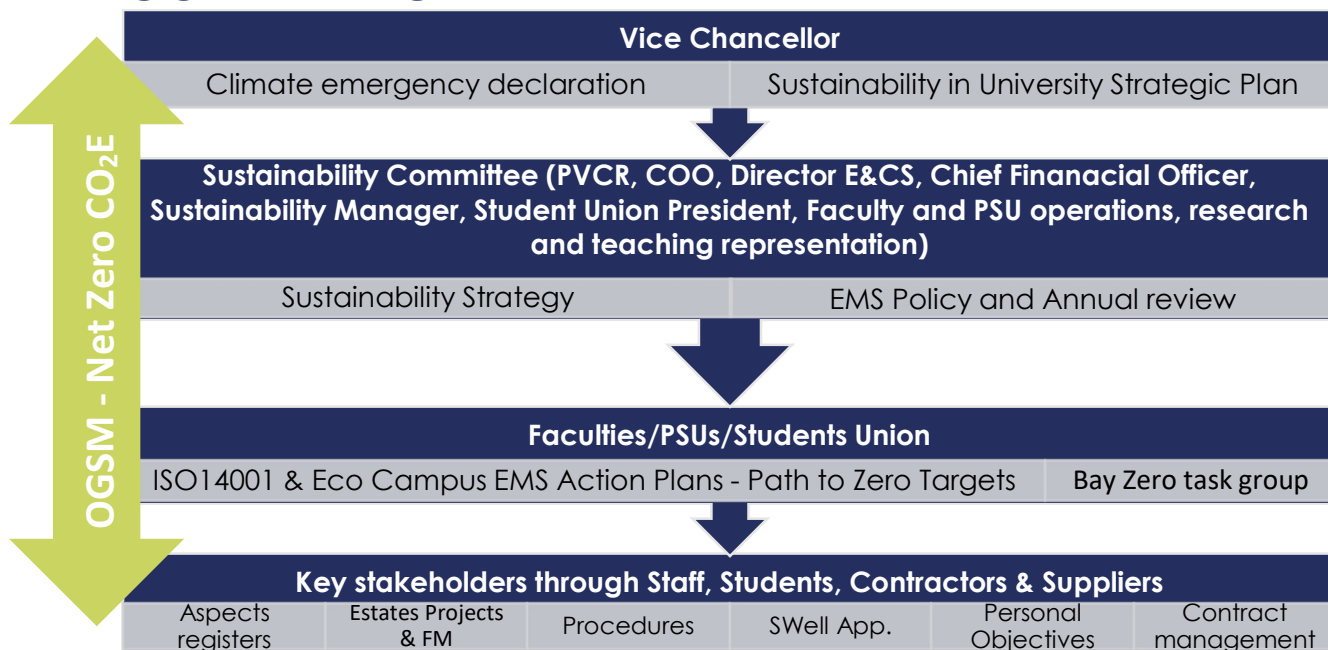 Vice Chancellor
Climate emergency declaration
Sustainability in University Strategic Plan
OGSM - Net Zero CO₂E
Sustainability Committee (PVCR, COO, Director E&CS, Chief Finanacial Officer,
Sustainability Manager, Student Union President, Faculty and PSU operations, research
and teaching representation)
Sustainability Strategy
EMS Policy and Annual review
Faculties/PSUs/Students Union
ISO14001 & Eco Campus EMS Action Plans - Path to Zero Targets
Bay Zero task group
Key stakeholders through Staff, Students, Contractors & Suppliers
Aspects
registers
Estates Projects
& FM
Procedures
SWell App.
Personal
Objectives
Contract
management